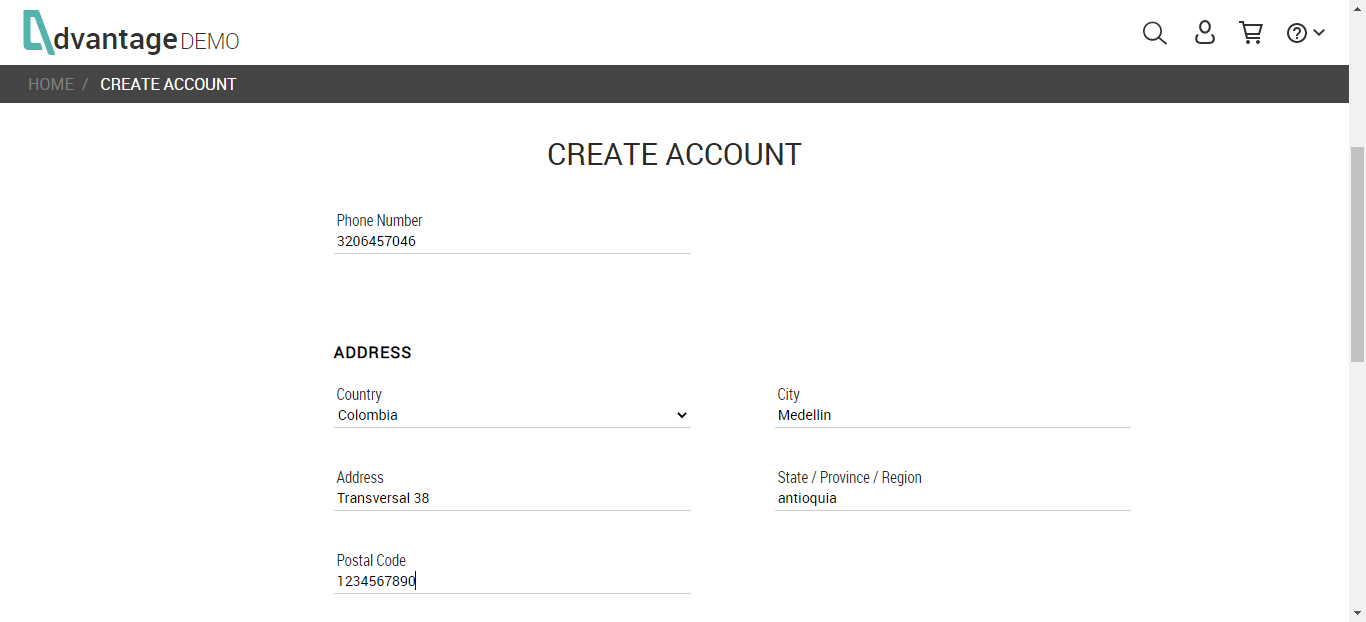 dvantage DEMO
HOME / CREATE ACCOUNT
CREATE ACCOUNT
Phone Number
3206457046
ADDRESS
Country
Colombia
City
Medellin
Address
Transversal 38
State / Province / Region
antioquia
Postal Code
1234567890